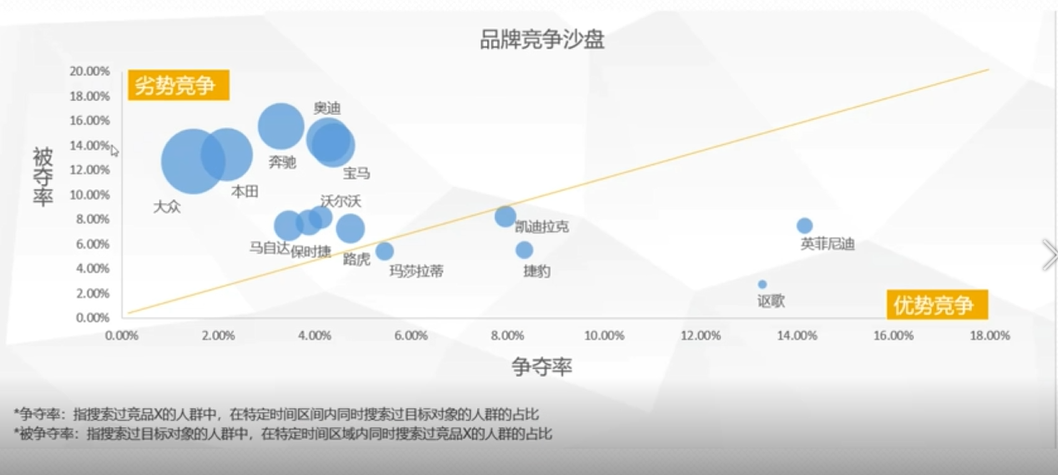 品牌竞争沙盘
20.00%
劣势竞争
18.00%
16.00%
14.00%
12.00%
10.00%
8.00%
6.00%
4.00%
2.00%
0.00%
被夺率
奥迪
奔驰
宝马
本田
大众
沃尔沃
马自达
保时捷
路虎
玛莎拉蒂
凯迪拉克
捷豹
英菲尼迪
讴歌
优势竞争
0.00% 2.00% 4.00% 6.00% 8.00% 10.00% 12.00% 14.00% 16.00% 18.00%
争夺率
*争夺率：指搜索过竞品X的人群中，在特定时间区间内同时搜索过目标对象的人群的占比
*被争夺率：指搜索过目标对象的人群中，在特定时间区域内同时搜索过竞品X的人群的占比